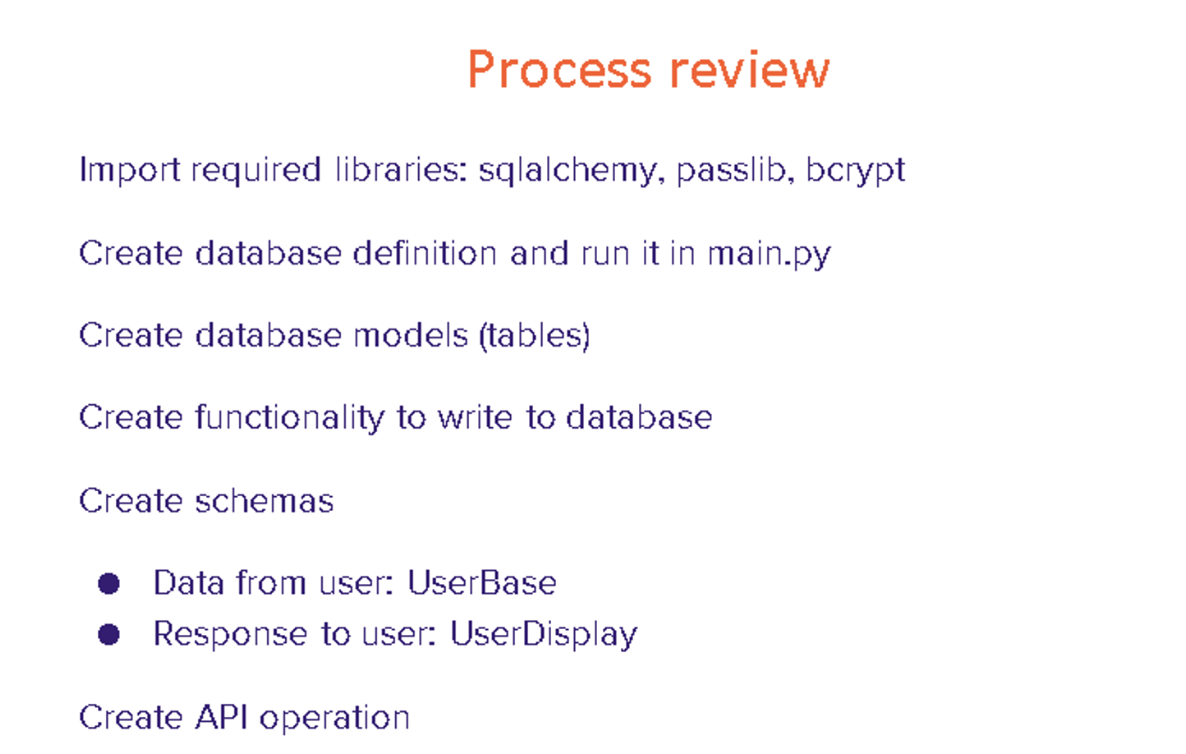 Process review
Import required libraries: sqlalchemy, passlib, bcrypt
Create database definition and run it in main.py
Create database models (tables)
Create functionality to write to database
Create schemas
● Data from user: UserBase
● Response to user: UserDisplay
Create API operation